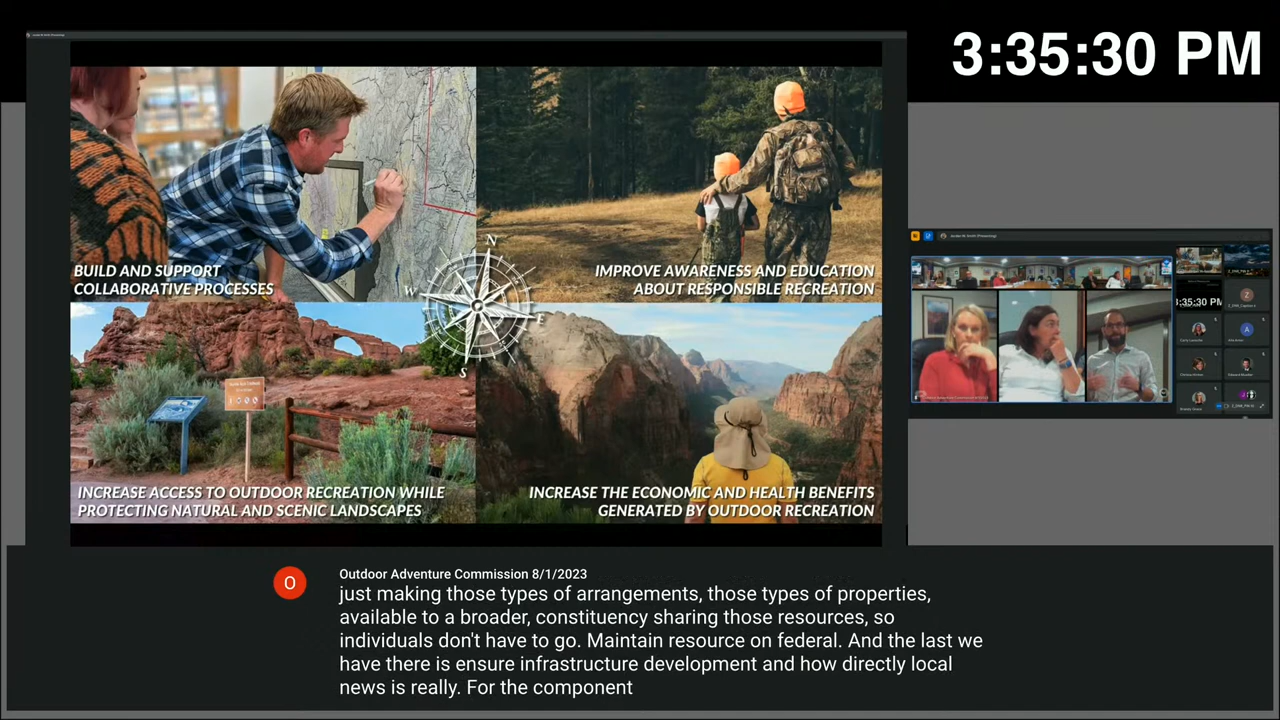 3:35:30 PM
BUILD AND SUPPORT
COLLABORATIVE PROCESSES
IMPROVE AWARENESS AND EDUCATION
ABOUT RESPONSIBLE RECREATION
N
W
E
S
INCREASE ACCESS TO OUTDOOR RECREATION WHILE
PROTECTING NATURAL AND SCENIC LANDSCAPES
INCREASE THE ECONOMIC AND HEALTH BENEFITS
GENERATED BY OUTDOOR RECREATION
3:35:30 PM
O
Outdoor Adventure Commission 8/1/2023
just making those types of arrangements, those types of properties,
available to a broader, constituency sharing those resources, so
individuals don't have to go. Maintain resource on federal. And the last we
have there is ensure infrastructure development and how directly local
news is really. For the component